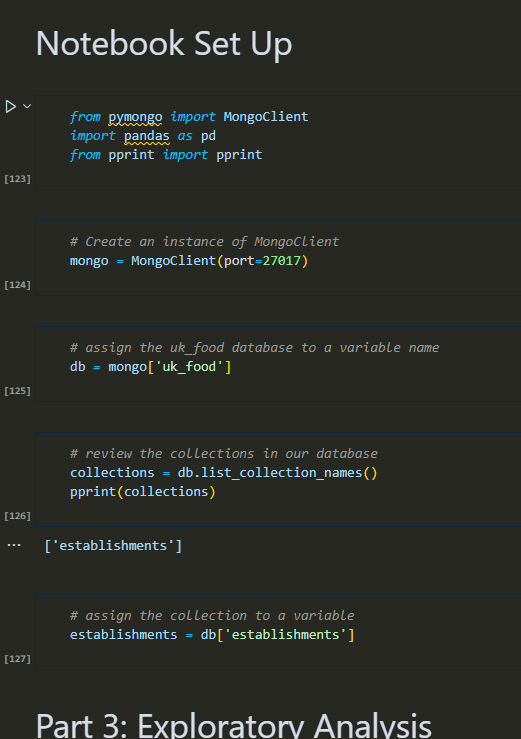 Notebook Set Up
from pymongo import MongoClient
import pandas as pd
from pprint import pprint
[123]
# Create an instance of MongoClient
mongo = MongoClient(port=27017)
[124]
# assign the uk_food database to a variable name
db = mongo['uk_food']
[125]
# review the collections in our database
collections = db.list_collection_names()
pprint(collections)
[126]
['establishments']
# assign the collection to a variable
establishments = db['establishments']
[127]
Part 3: Exploratory Analysis